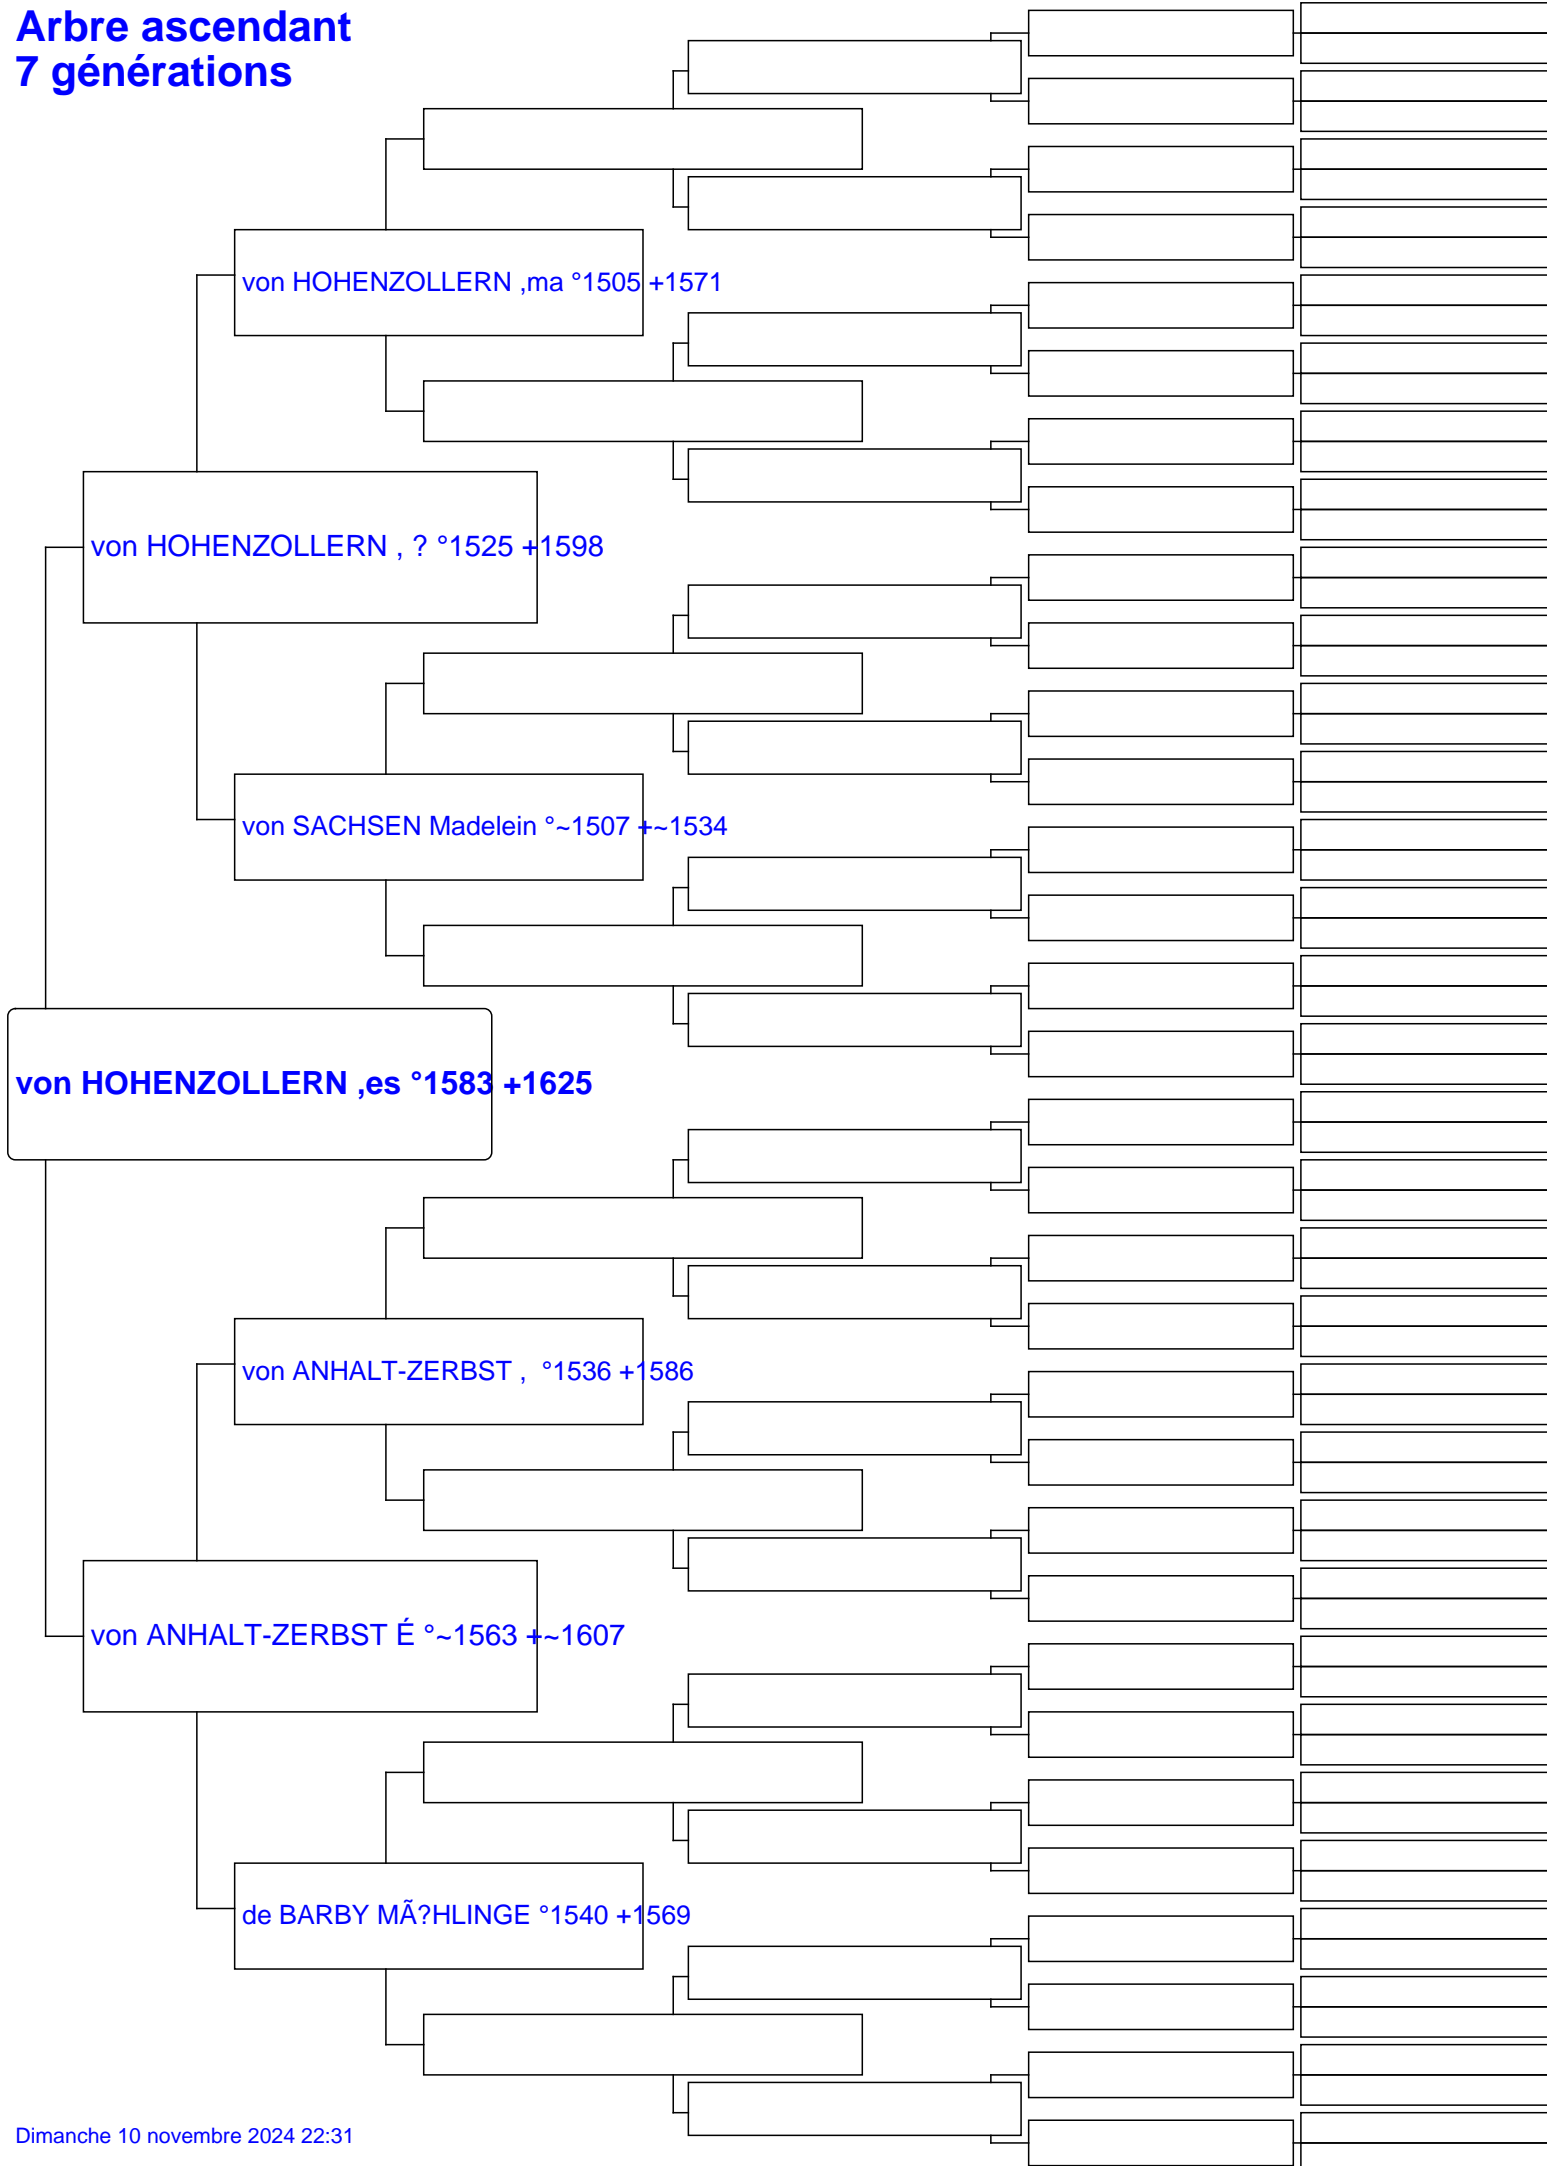 Arbre ascendant
7 générations
von HOHENZOLLERN ,ma °1505 +1571
von HOHENZOLLERN , ? °1525 +1598
von SACHSEN Madelein °~1507 +~1534
von HOHENZOLLERN ,es °1583 +1625
von ANHALT-ZERBST , °1536 +1586
von ANHALT-ZERBST É °~1563 +~1607
de BARBY MÃ?HLINGE °1540 +1569
Dimanche 10 novembre 2024 22:31